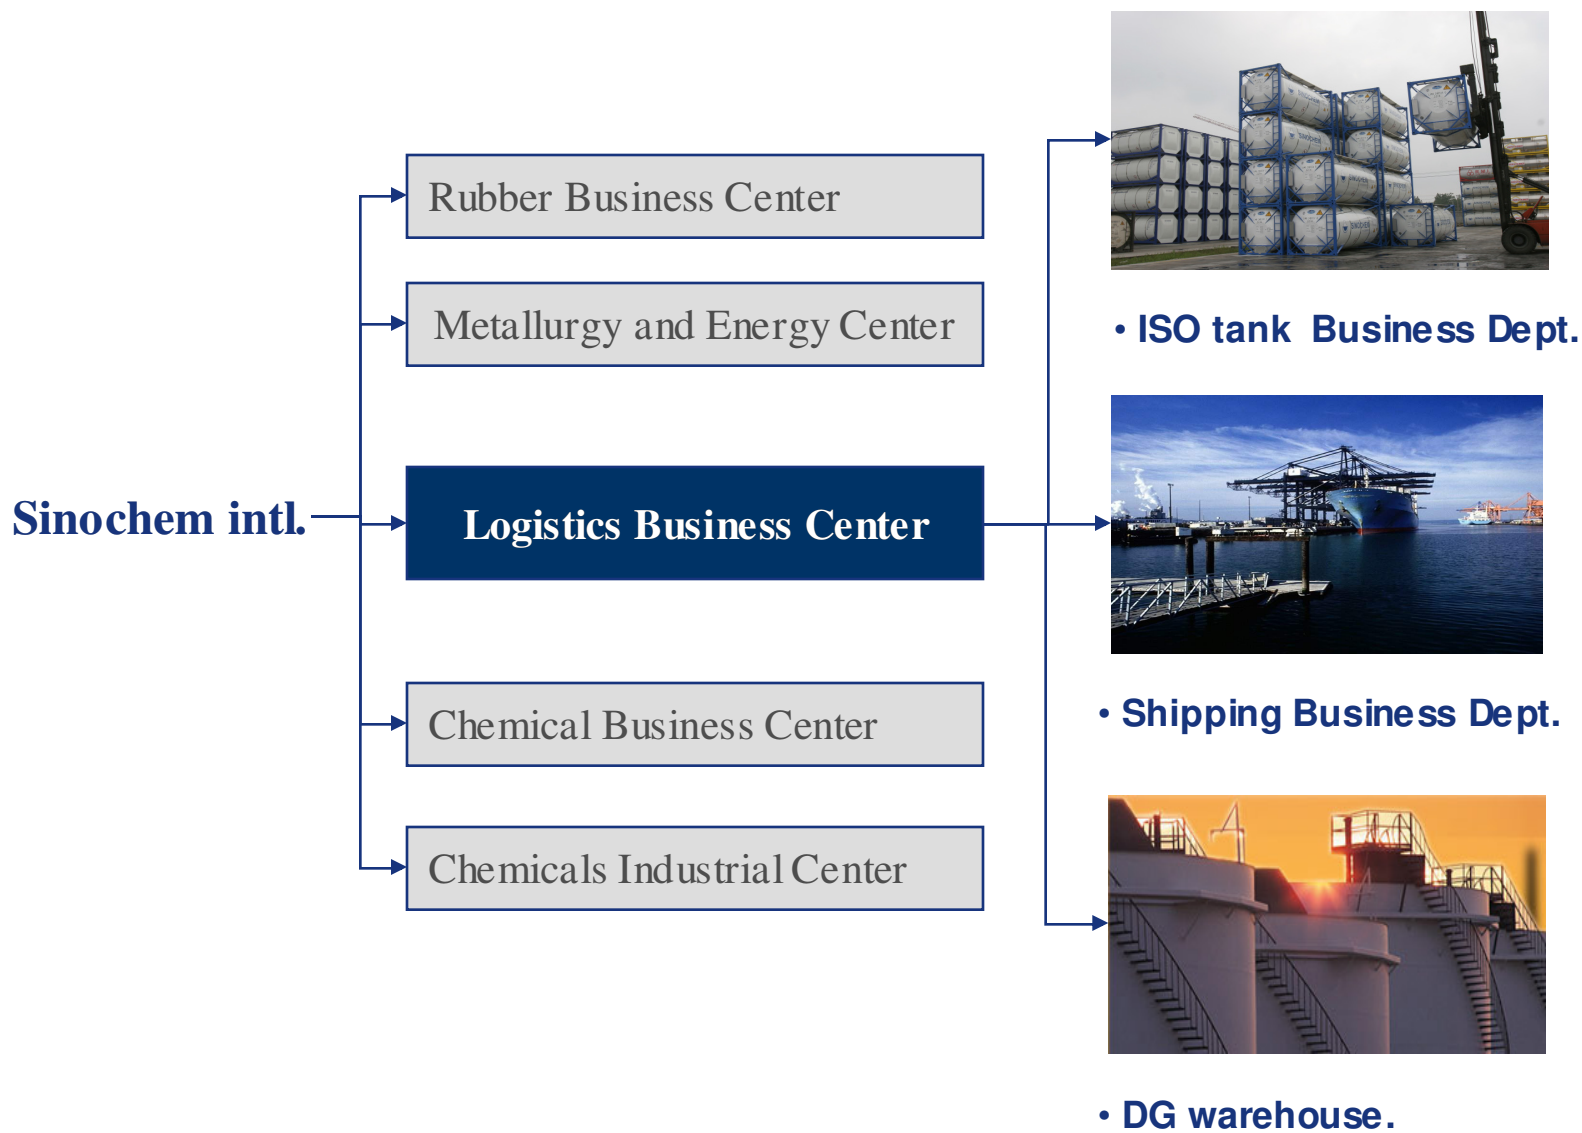 Rubber Business Center
Metallurgy and Energy Center
Sinochem intl.
Logistics Business Center
Chemical Business Center
Chemicals Industrial Center
• ISO tank Business Dept.
• Shipping Business Dept.
• DG warehouse.